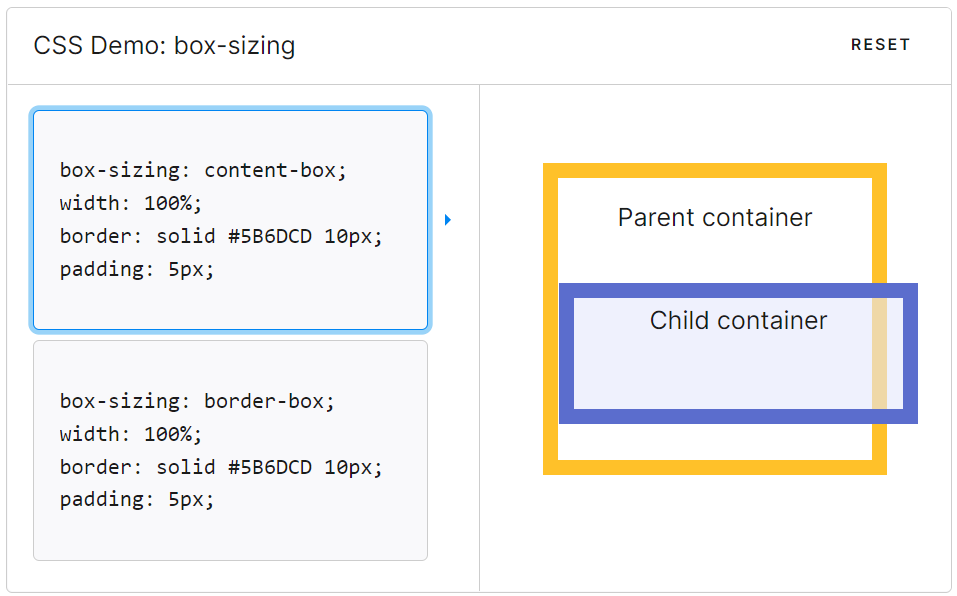 CSS Demo: box-sizing
RESET
box-sizing: content-box;
width: 100%;
border: solid #5B6DCD 10px;
padding: 5px;
box-sizing: border-box;
width: 100%;
border: solid #5B6DCD 10px;
padding: 5px;
Parent container
Child container